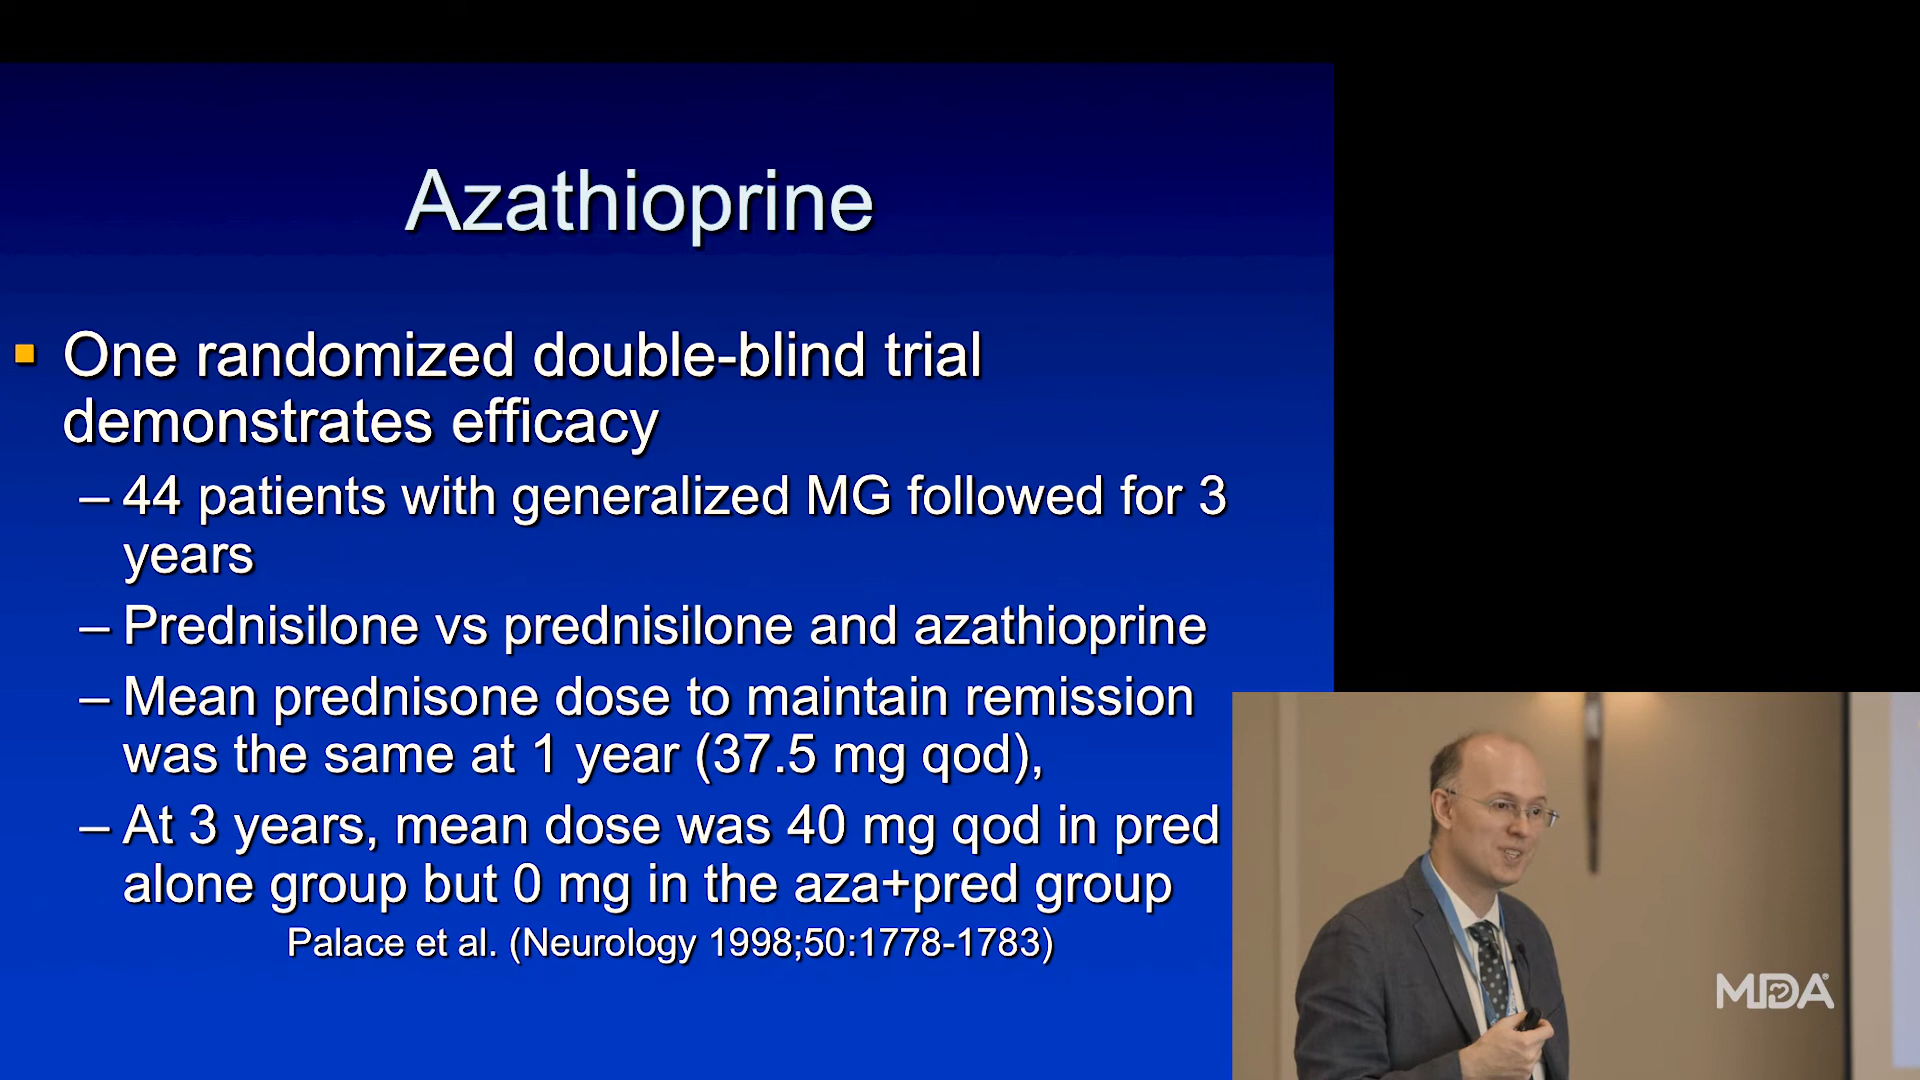 Azathioprine
▪ One randomized double-blind trial
demonstrates efficacy
– 44 patients with generalized MG followed for 3
years
– Prednisilone vs prednisilone and azathioprine
– Mean prednisone dose to maintain remission
was the same at 1 year (37.5 mg qod),
– At 3 years, mean dose was 40 mg qod in pred
alone group but 0 mg in the aza+pred group
Palace et al. (Neurology 1998;50:1778-1783)
MDA®